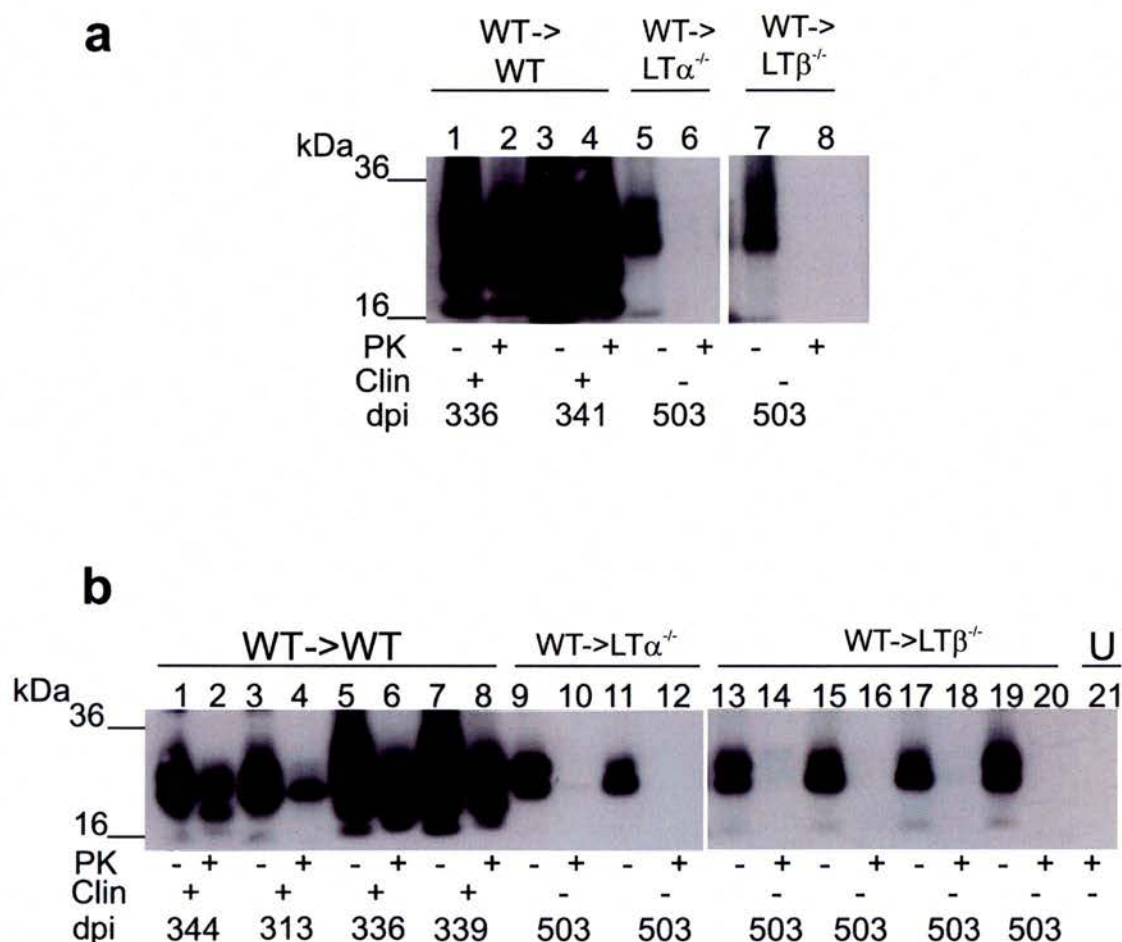 a
WT-> WT-> WT->
WT LTα-/- LTβ-/-
kDa 1 2 3 4 5 6 7 8
36
16
PK - + - + - + - +
Clin + + - -
dpi 336 341 503 503
b
WT->WT WT->LTα-/- WT->LTβ-/- U
kDa 1 2 3 4 5 6 7 8 9 10 11 12 13 14 15 16 17 18 19 20 21
36
16
PK - + - + - + - + - + - + - + - + - + - + +
Clin + + + + - - - - - - -
dpi 344 313 336 339 503 503 503 503 503 503